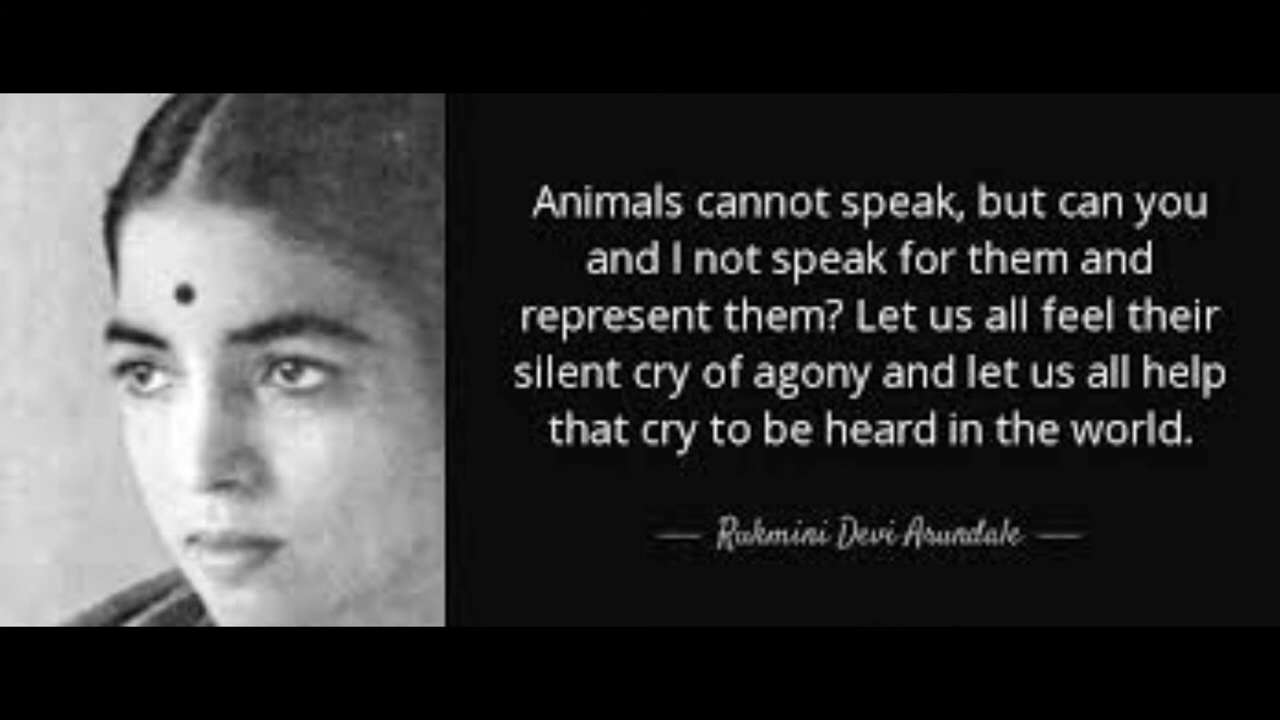 Animals cannot speak, but can you
and I not speak for them and
represent them? Let us all feel their
silent cry of agony and let us all help
that cry to be heard in the world.
— Rukmini Devi Arundale —